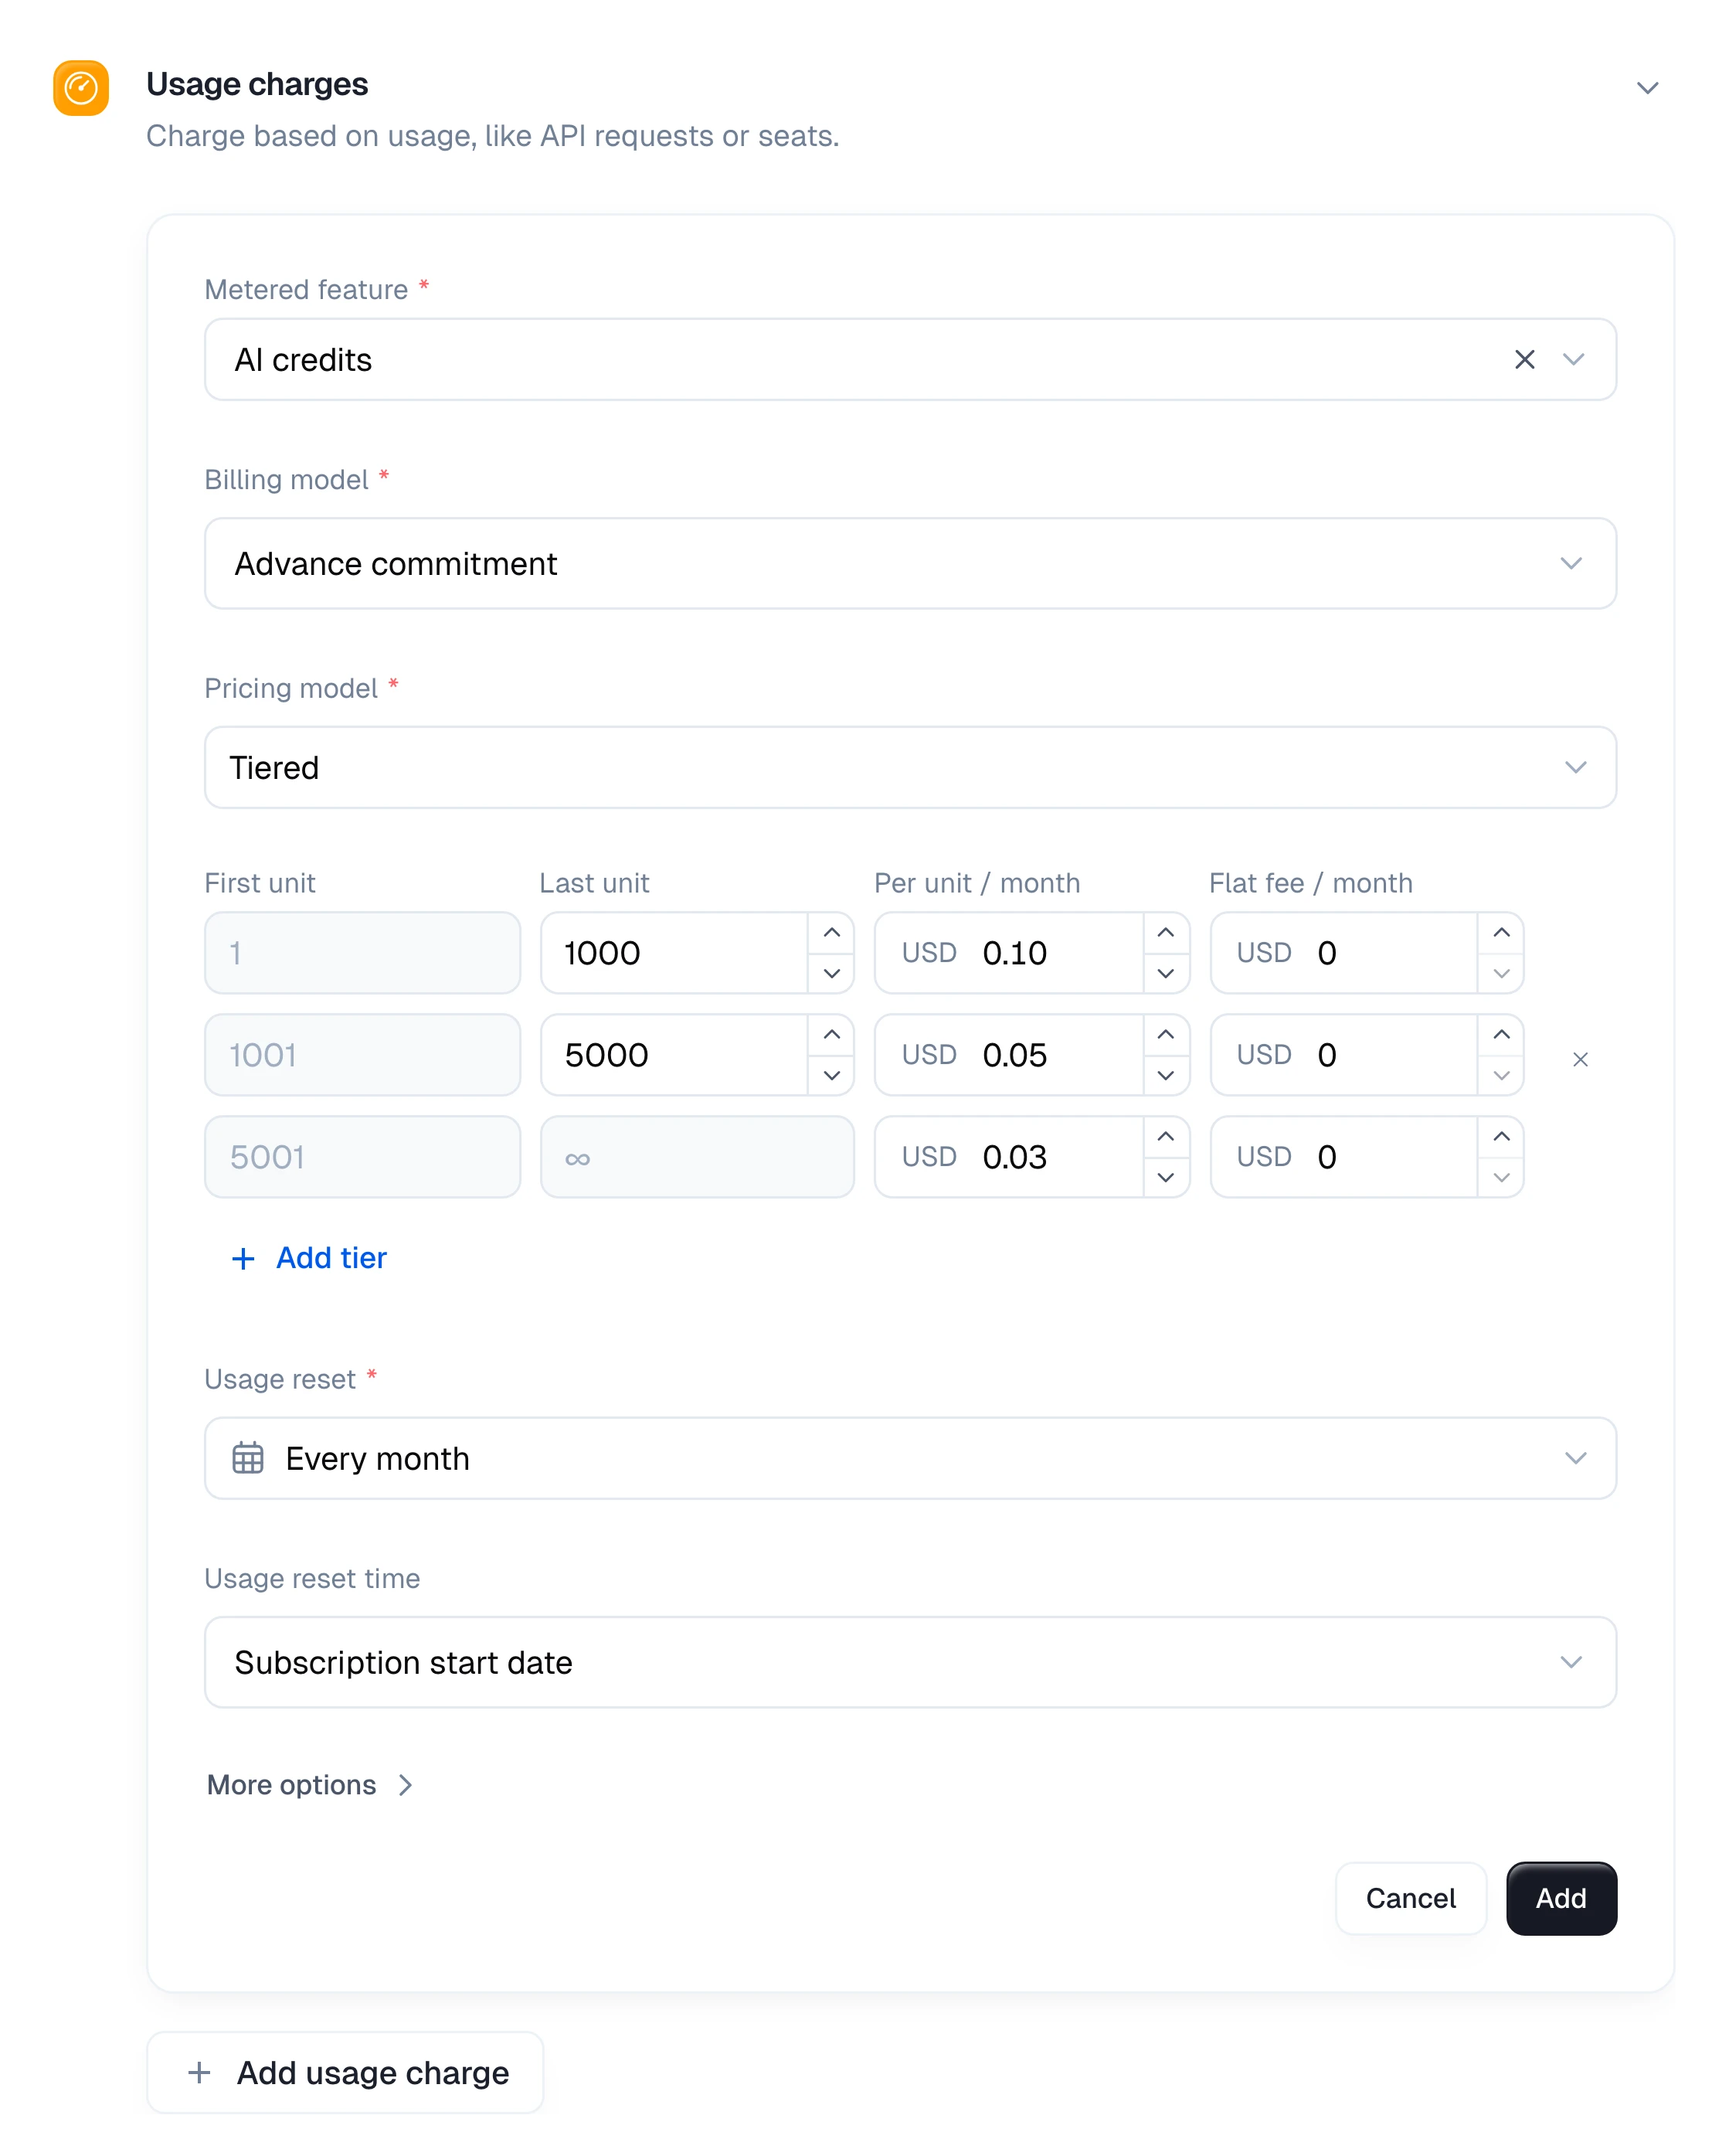 Usage charges
Charge based on usage, like API requests or seats.
Metered feature *
AI credits
Billing model *
Advance commitment
Pricing model *
Tiered
First unit Last unit Per unit / month Flat fee / month
1 1000 USD 0.10 USD 0
1001 5000 USD 0.05 USD 0
5001 ∞ USD 0.03 USD 0
+ Add tier
Usage reset *
Every month
Usage reset time
Subscription start date
More options
Cancel Add
+ Add usage charge